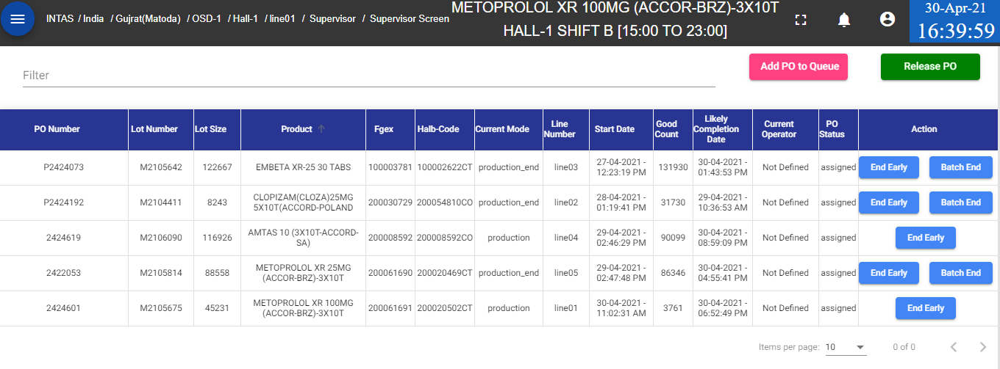 INTAS / India / Gujrat(Matoda) / OSD-1 / Hall-1 / line01 / Supervisor / Supervisor Screen
METOPROLOL XR 100MG (ACCOR-BRZ)-3X10T
HALL-1 SHIFT B [15:00 TO 23:00]
30-Apr-21
16:39:59
Filter
Add PO to Queue
Release PO
PO Number Lot Number Lot Size Product Fgex Halb-Code Current Mode Line Number Start Date Good Count Likely Completion Date Current Operator PO Status Action
P2424073 M2105642 122667 EMBETA XR-25 30 TABS 100003781 100002622CT production_end line03 27-04-2021 - 12:23:19 PM 131930 30-04-2021 - 01:43:53 PM Not Defined assigned End Early Batch End
P2424192 M2104411 8243 CLOPIZAM(CLOZA)25MG 5X10T(ACCORD-POLAND 200030729 200054810CO production_end line02 28-04-2021 - 01:19:41 PM 31730 29-04-2021 - 10:36:53 AM Not Defined assigned End Early Batch End
2424619 M2106090 116926 AMTAS 10 (3X10T-ACCORD-SA) 200008592 200008592CO production line04 29-04-2021 - 02:46:29 PM 90099 30-04-2021 - 08:59:09 PM Not Defined assigned End Early
2422053 M2105814 88558 METOPROLOL XR 25MG (ACCOR-BRZ)-3X10T 200061690 200020469CT production_end line05 29-04-2021 - 02:47:48 PM 86346 30-04-2021 - 04:55:41 PM Not Defined assigned End Early Batch End
2424601 M2105675 45231 METOPROLOL XR 100MG (ACCOR-BRZ)-3X10T 200061691 200020502CT production line01 30-04-2021 - 11:02:31 AM 3761 30-04-2021 - 06:52:49 PM Not Defined assigned End Early
Items per page: 10 0 of 0